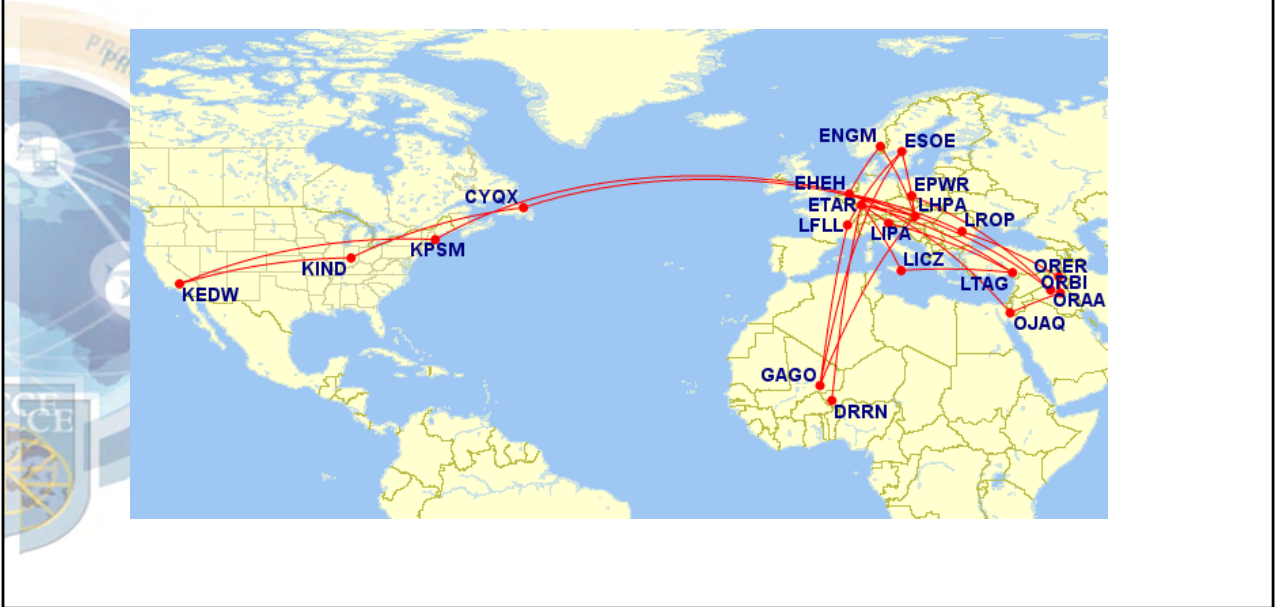 ENGM
ESOE
EHEH
EPWR
ETAR
LHPA
CYQX
LROP
LFLL
LIPA
KPSM
LICZ
KIND
ORER
LTAG
ORBI
KEDW
ORAA
OJAQ
GAGO
DRRN